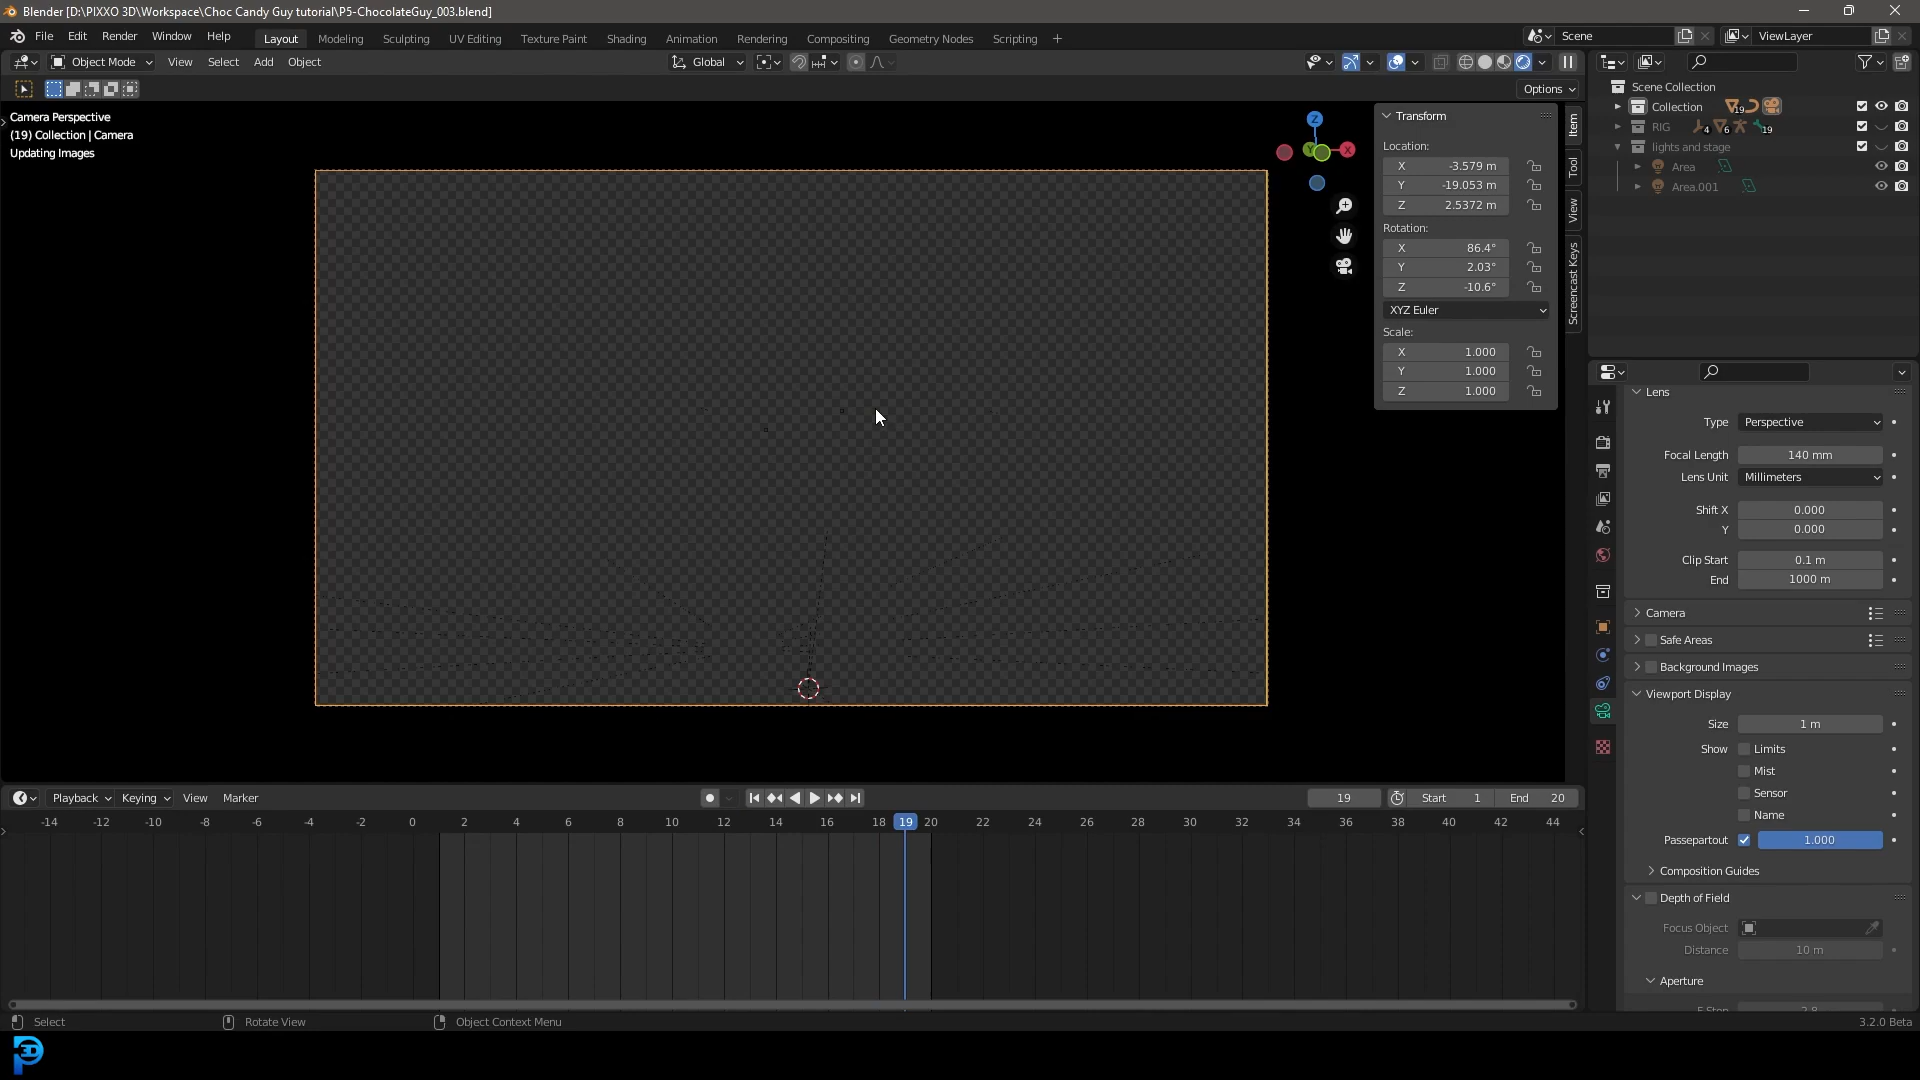 Blender [D:\PIXXO 3D\Workspace\Choc Candy Guy tutorial\P5-ChocolateGuy_003.blend]
File Edit Render Window Help
Layout Modeling Sculpting UV Editing Texture Paint Shading Animation Rendering Compositing Geometry Nodes Scripting +
Scene
ViewLayer
Object Mode View Select Add Object
Global
Options
Camera Perspective
(19) Collection | Camera
Updating Images
Z
Y
X
Transform
Location:
X -3.579 m
Y -19.053 m
Z 2.5372 m
Rotation:
X 86.4°
Y 2.03°
Z -10.6°
XYZ Euler
Scale:
X 1.000
Y 1.000
Z 1.000
Item
Tool
View
Screencast Keys
Scene Collection
Collection 19
RIG 4 6 19
lights and stage
Area
Area.001
Lens
Type Perspective
Focal Length 140 mm
Lens Unit Millimeters
Shift X 0.000
Y 0.000
Clip Start 0.1 m
End 1000 m
Camera
Safe Areas
Background Images
Viewport Display
Size 1 m
Show Limits
Mist
Sensor
Name
Passepartout 1.000
Composition Guides
Depth of Field
Focus Object
Distance 10 m
Aperture
F-Stop 2.8
Playback Keying View Marker
19 Start 1 End 20
-14 -12 -10 -8 -6 -4 -2 0 2 4 6 8 10 12 14 16 18 19 20 22 24 26 28 30 32 34 36 38 40 42 44
Select Rotate View Object Context Menu
3.2.0 Beta
3D